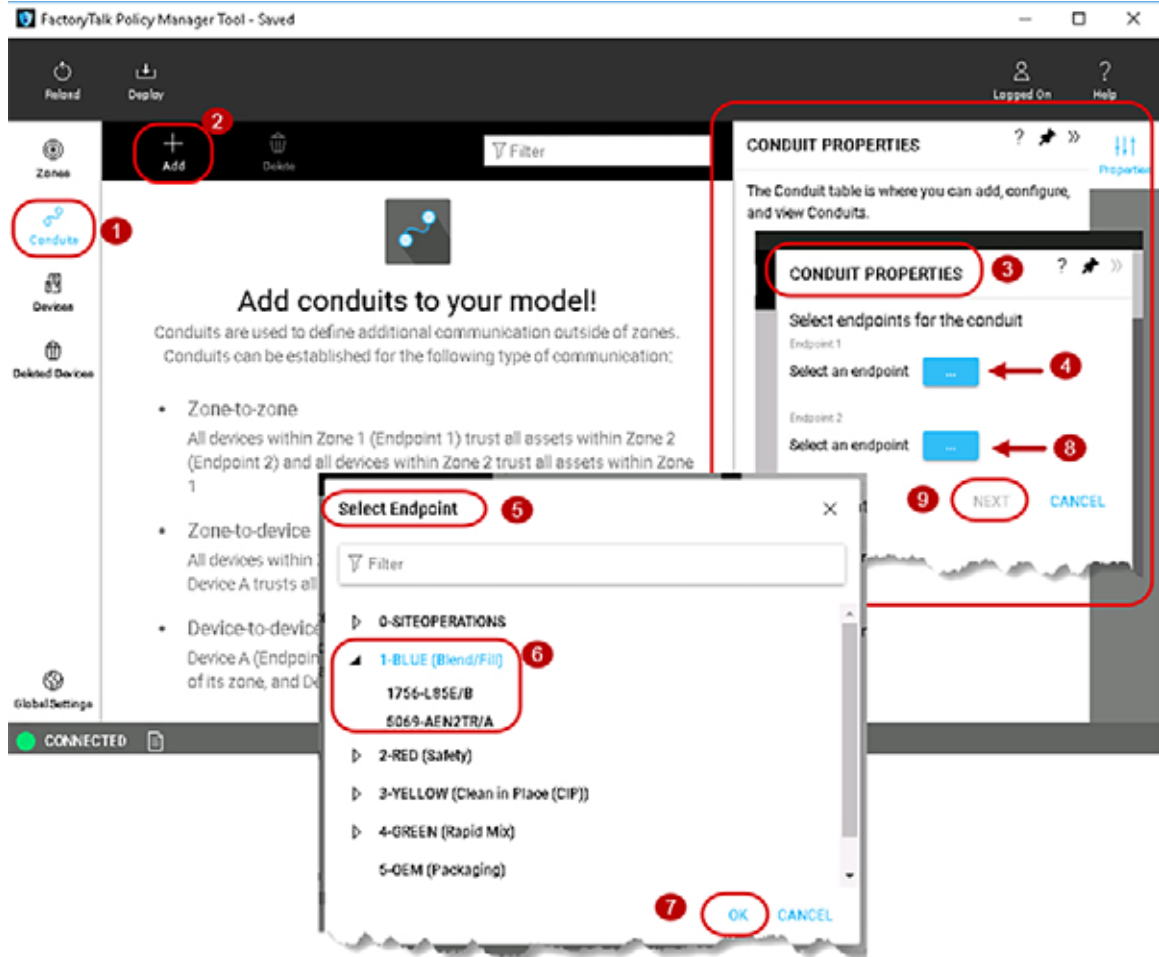 FactoryTalk Policy Manager Tool - Saved
Reload
Deploy
Logged On
Help
2
Add
Delete
Filter
CONDUIT PROPERTIES
?
Properties
Zones
The Conduit table is where you can add, configure,
and view Conduits.
Conduits
1
CONDUIT PROPERTIES
3
?
Devices
Add conduits to your model!
Select endpoints for the conduit
Conduits are used to define additional communication outside of zones.
Endpoint 1
Conduits can be established for the following type of communication:
Select an endpoint ...
4
Deleted Devices
• Zone-to-zone
Endpoint 2
All devices within Zone 1 (Endpoint 1) trust all assets within Zone 2
Select an endpoint ...
8
(Endpoint 2) and all devices within Zone 2 trust all assets within Zone
1
9
NEXT
CANCEL
Select Endpoint
5
• Zone-to-device
All devices within
Filter
Device A trusts all
0-SITEOPERATIONS
• Device-to-device
1-BLUE (Blend/Fill)
6
Device A (Endpoin
1756-L85E/B
of its zone, and De
5069-AEN2TR/A
Global Settings
CONNECTED
2-RED (Safety)
3-YELLOW (Clean in Place (CIP))
4-GREEN (Rapid Mix)
5-OEM (Packaging)
7
OK
CANCEL